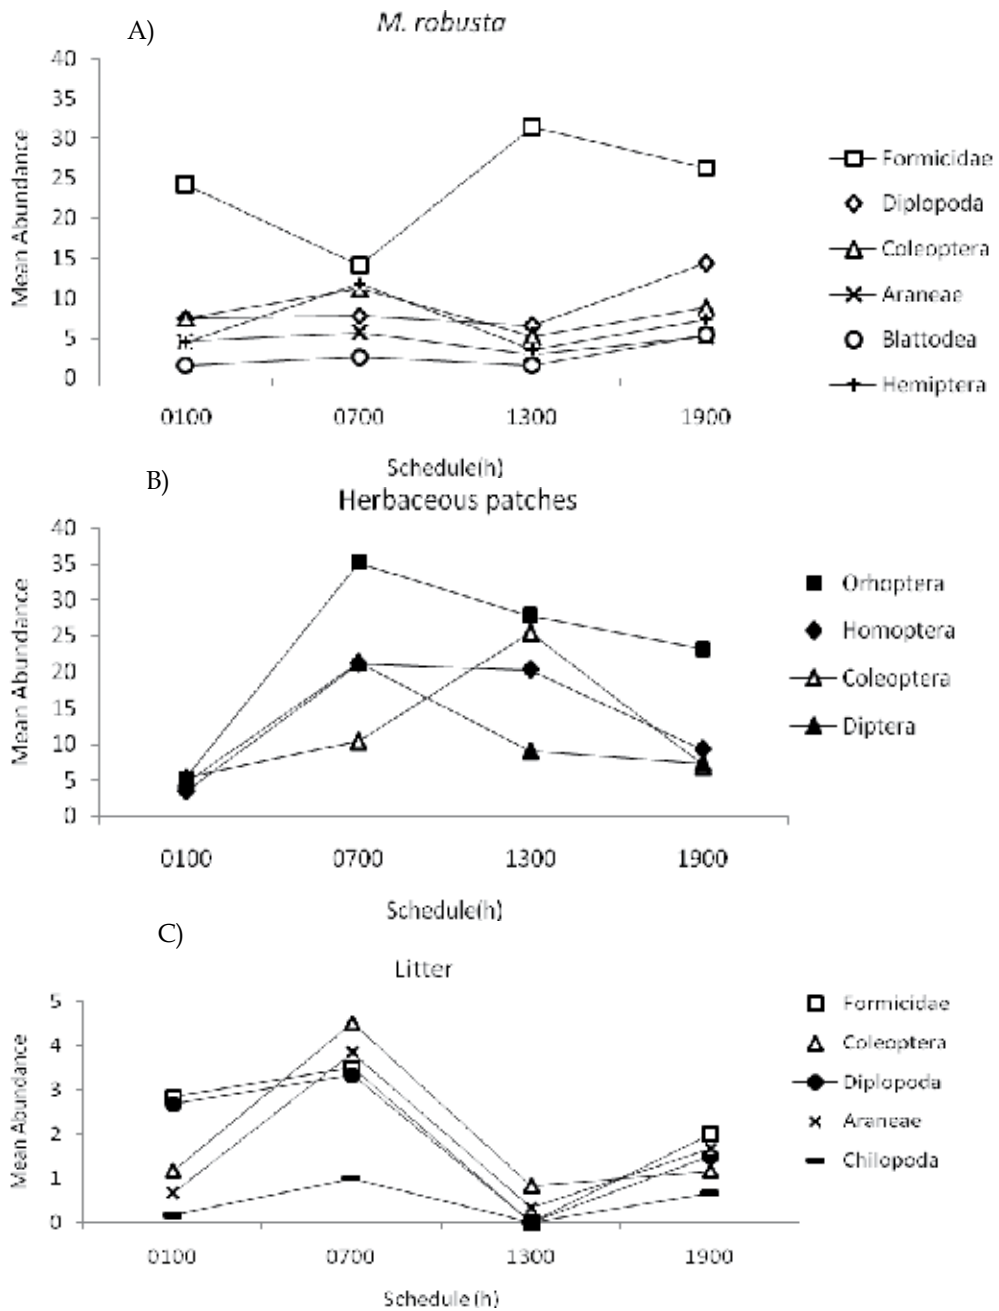 A)
M. robusta
40
35
30
25
20
15
10
5
0
Mean Abundance
0100 0700 1300 1900
Schedule(h)
Formicidae
Diplopoda
Coleoptera
Araneae
Blattodea
Hemiptera
B)
Herbaceous patches
40
35
30
25
20
15
10
5
0
Mean Abundance
0100 0700 1300 1900
Schedule(h)
Orhoptera
Homoptera
Coleoptera
Diptera
C)
Litter
5
4
3
2
1
0
Mean Abundance
0100 0700 1300 1900
Schedule (h)
Formicidae
Coleoptera
Diplopoda
Araneae
Chilopoda